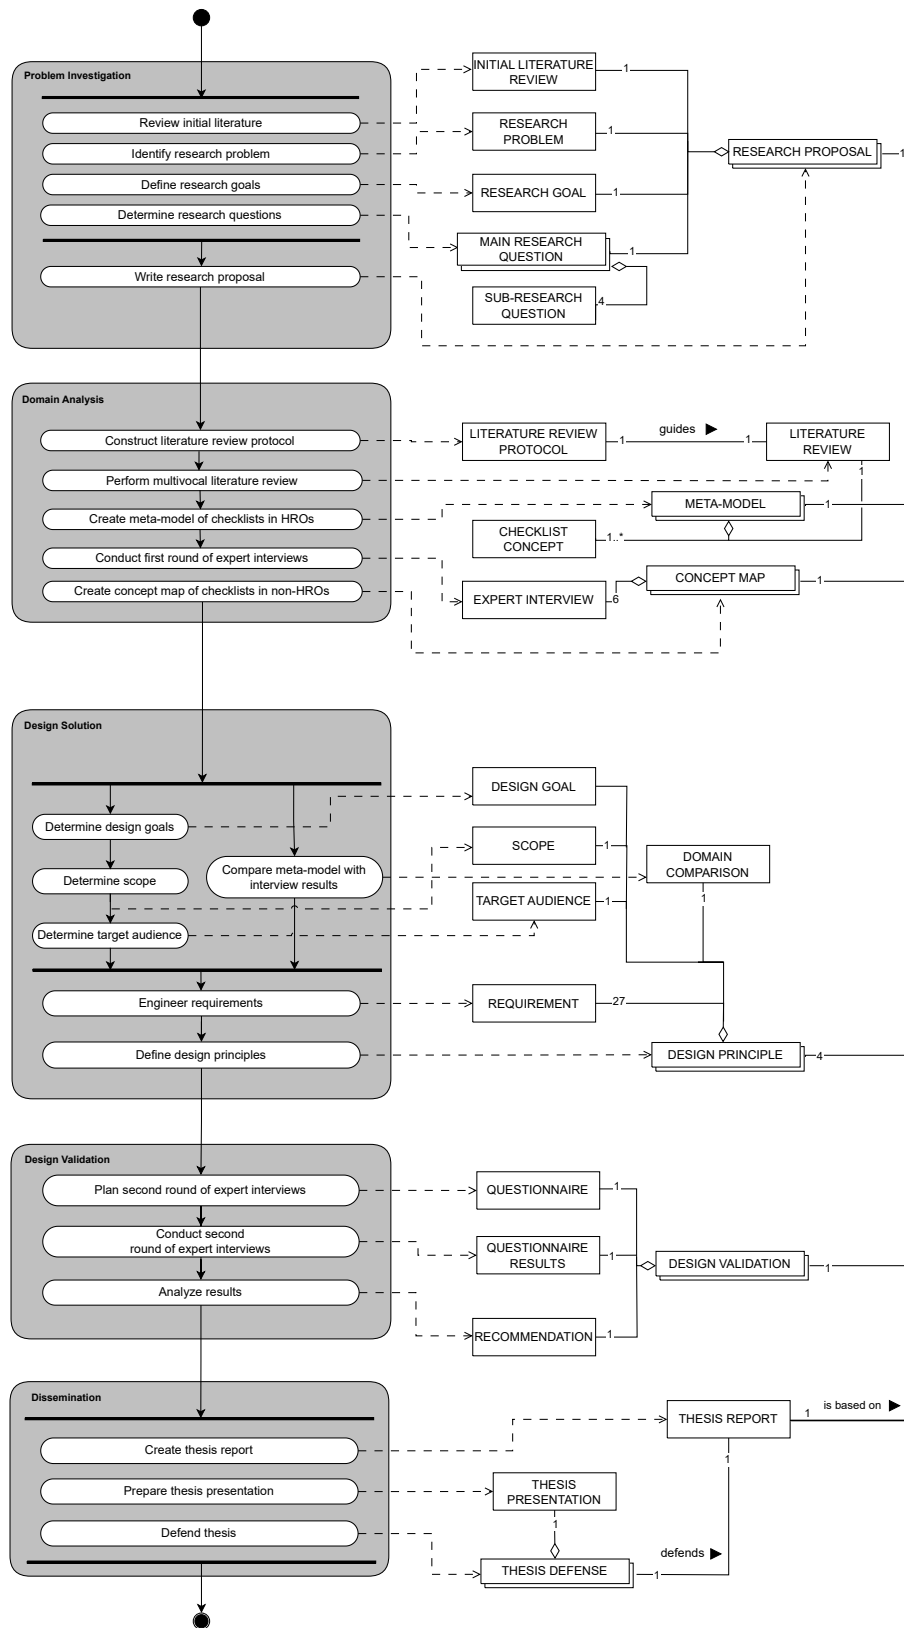 Problem Investigation
Review initial literature
Identify research problem
Define research goals
Determine research questions
Write research proposal
INITIAL LITERATURE
REVIEW
1
RESEARCH
PROBLEM
1
RESEARCH GOAL
1
MAIN RESEARCH
QUESTION
1
SUB-RESEARCH
QUESTION
4
RESEARCH PROPOSAL
1
Domain Analysis
Construct literature review protocol
Perform multivocal literature review
Create meta-model of checklists in HROs
Conduct first round of expert interviews
Create concept map of checklists in non-HROs
LITERATURE REVIEW
PROTOCOL
1
guides
1
LITERATURE
REVIEW
1
META-MODEL
1
CHECKLIST
CONCEPT
1..*
EXPERT INTERVIEW
6
CONCEPT MAP
1
Design Solution
Determine design goals
Determine scope
Determine target audience
Compare meta-model with
interview results
Engineer requirements
Define design principles
DESIGN GOAL
SCOPE
1
TARGET AUDIENCE
1
DOMAIN
COMPARISON
1
REQUIREMENT
27
DESIGN PRINCIPLE
4
Design Validation
Plan second round of expert interviews
Conduct second
round of expert interviews
Analyze results
QUESTIONNAIRE
1
QUESTIONNAIRE
RESULTS
1
RECOMMENDATION
1
DESIGN VALIDATION
1
Dissemination
Create thesis report
Prepare thesis presentation
Defend thesis
THESIS REPORT
1
is based on
1
THESIS
PRESENTATION
1
THESIS DEFENSE
1
defends